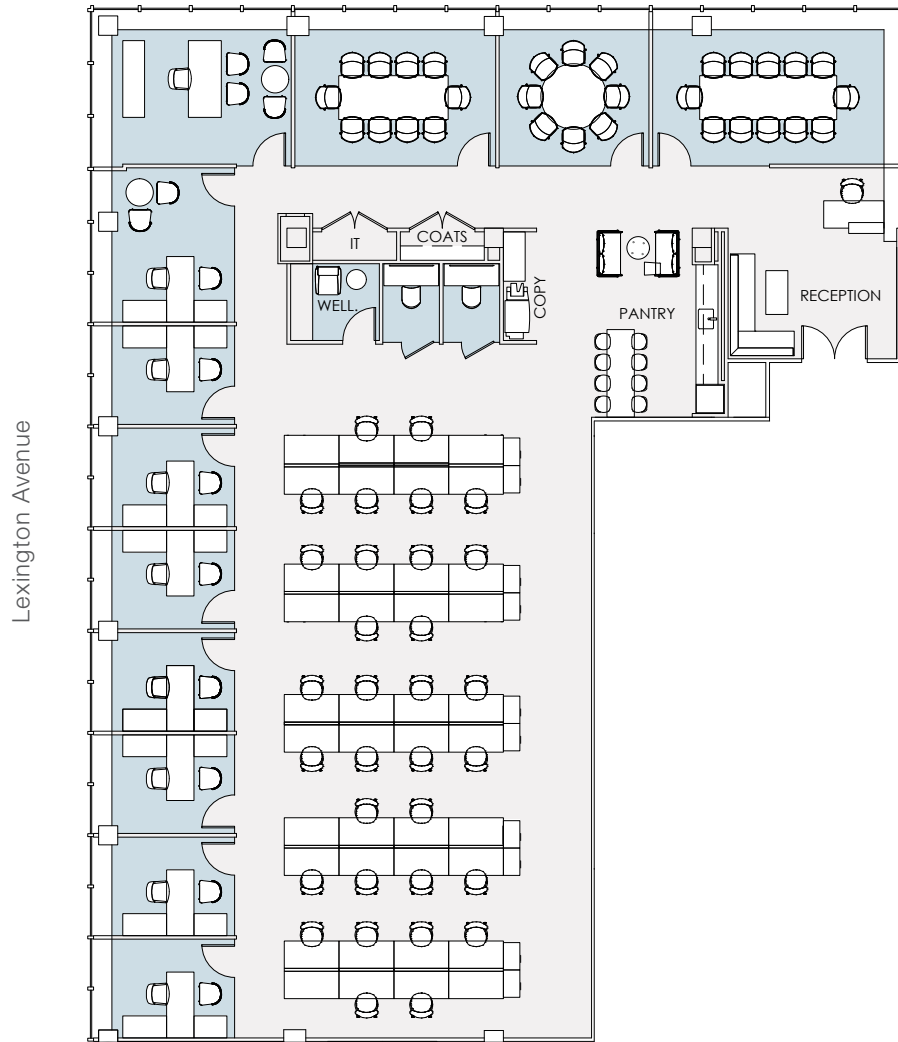 IT
COATS
WELL.
COPY
PANTRY
RECEPTION
Lexington Avenue